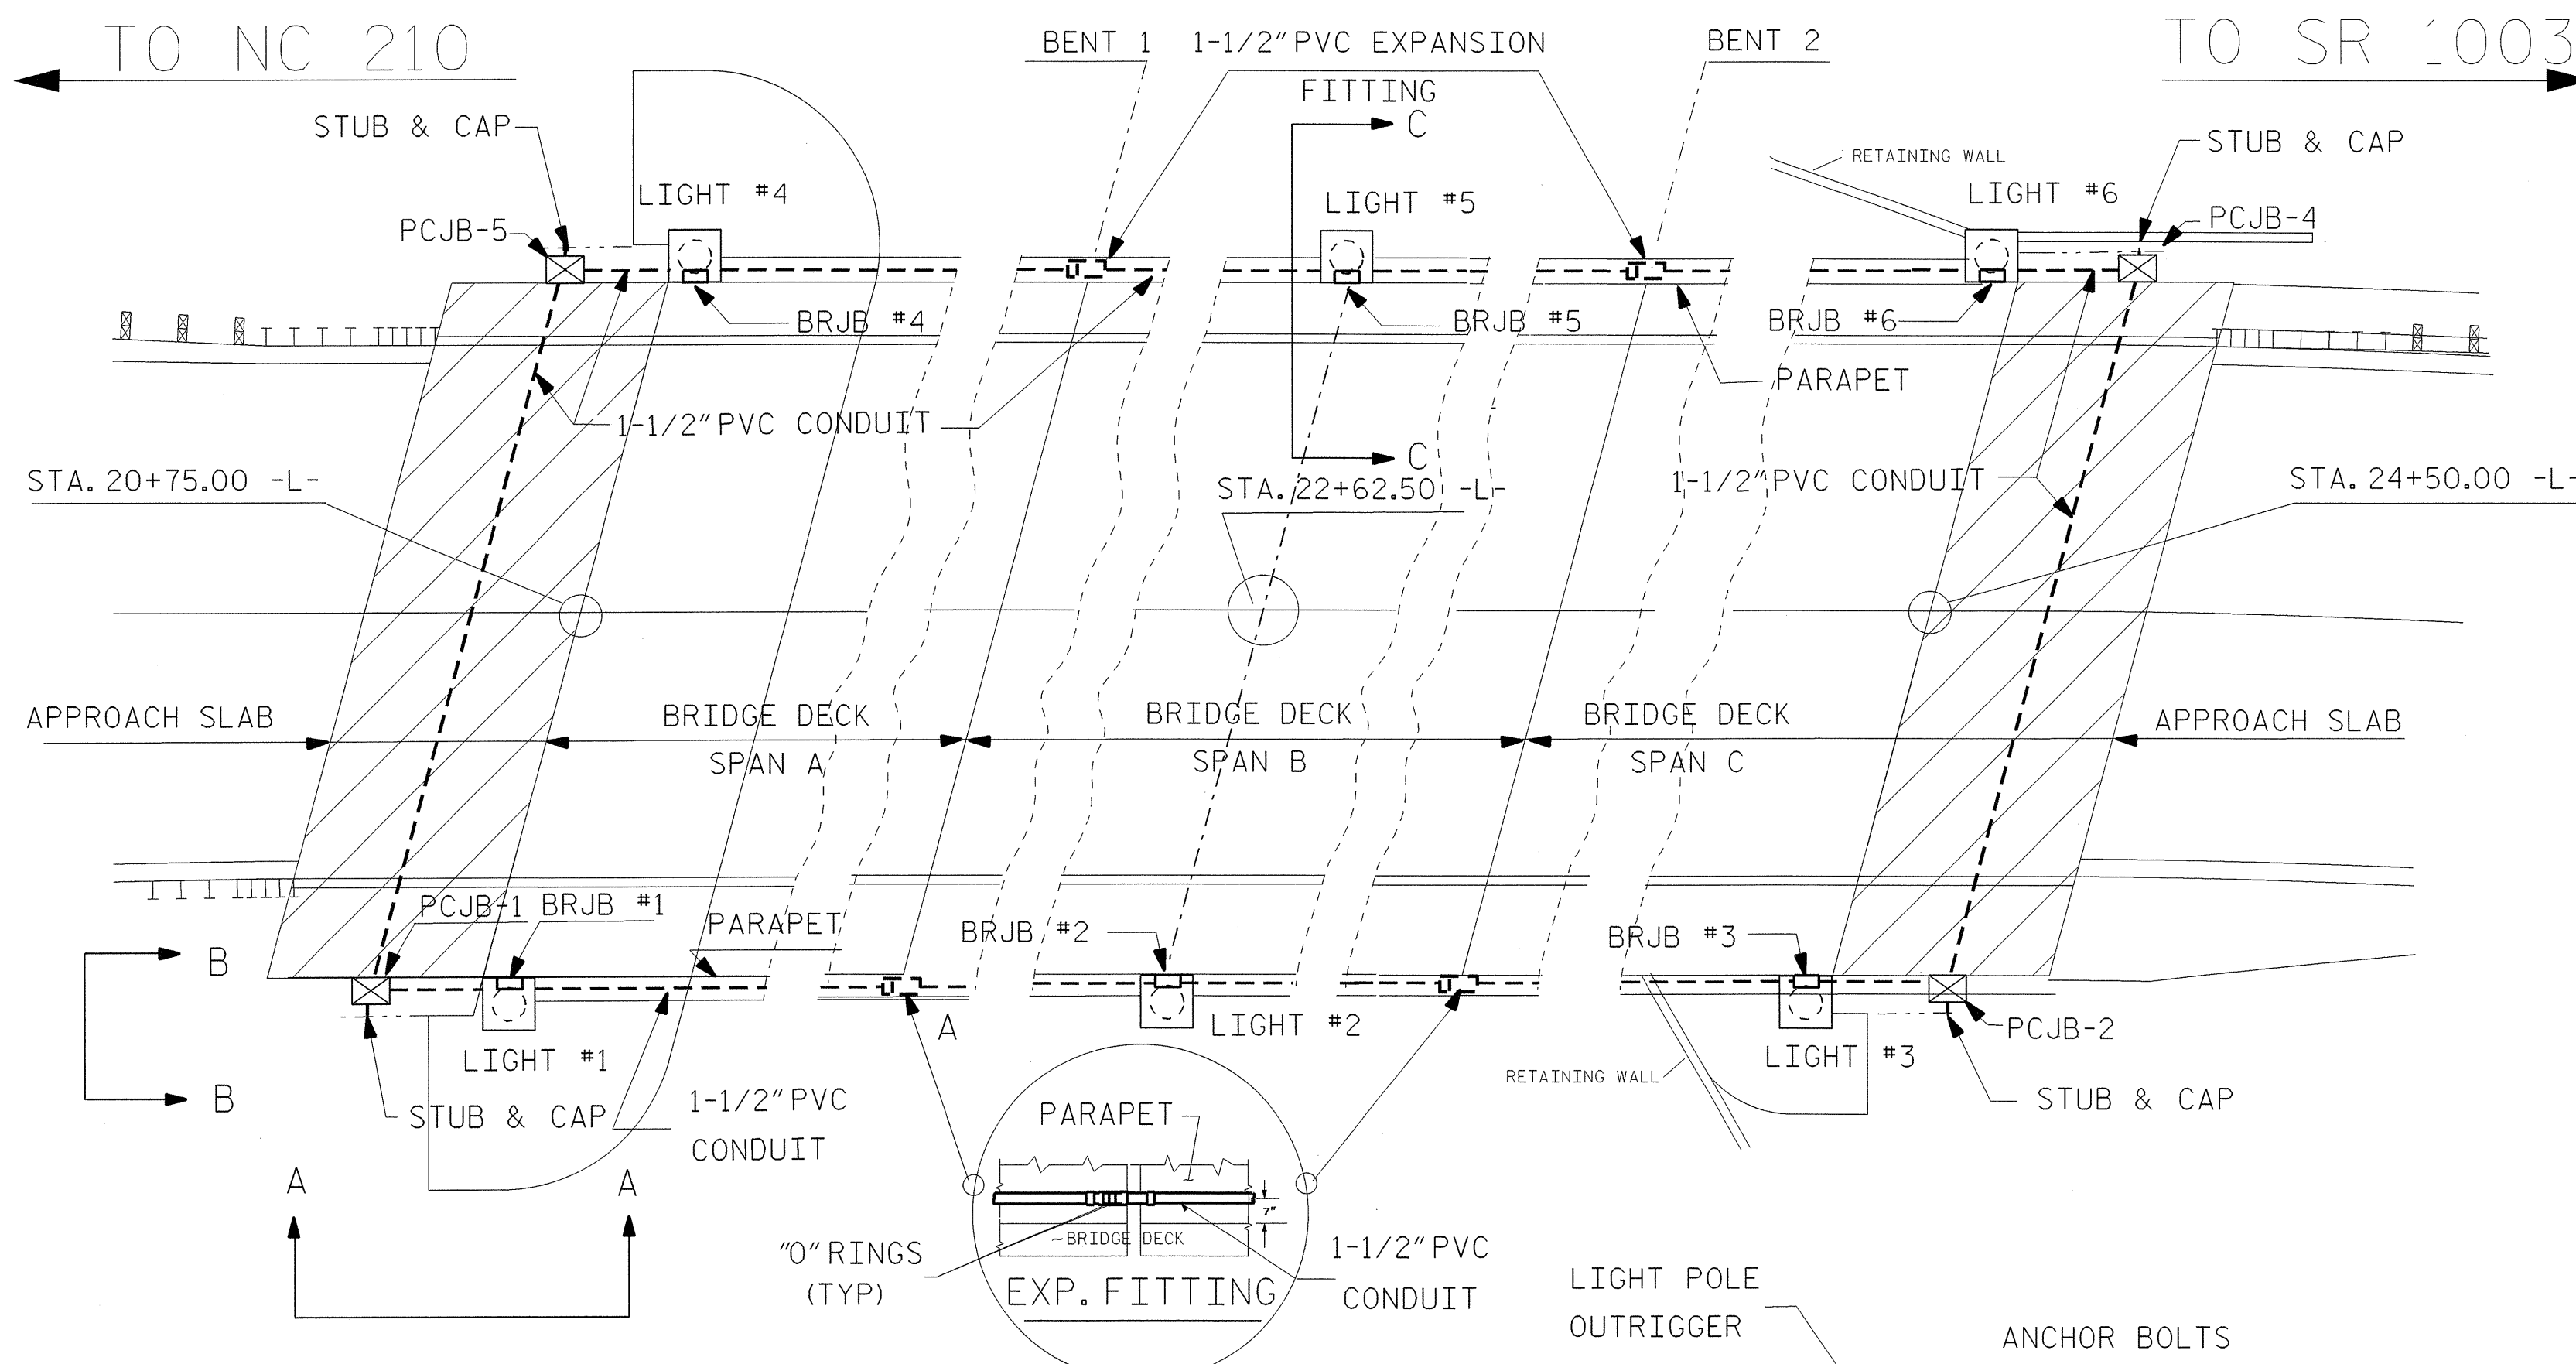 TO NC 210
BENT 1
1-1/2" PVC EXPANSION
FITTING
BENT 2
TO SR 1003
STUB & CAP
C
STUB & CAP
RETAINING WALL
LIGHT #4
LIGHT #5
LIGHT #6
PCJB-5
PCJB-4
BRJB #4
BRJB #5
BRJB #6
PARAPET
1-1/2" PVC CONDUIT
C
STA. 20+75.00 -L-
STA. 22+62.50 -L-
1-1/2" PVC CONDUIT
STA. 24+50.00 -L-
APPROACH SLAB
BRIDGE DECK
SPAN A
BRIDGE DECK
SPAN B
BRIDGE DECK
SPAN C
APPROACH SLAB
PCJB-1
BRJB #1
PARAPET
BRJB #2
BRJB #3
B
A
LIGHT #2
PCJB-2
LIGHT #1
LIGHT #3
RETAINING WALL
B
STUB & CAP
1-1/2" PVC
CONDUIT
PARAPET
STUB & CAP
A
A
7"
~BRIDGE DECK
"O" RINGS
(TYP)
EXP. FITTING
1-1/2" PVC
CONDUIT
LIGHT POLE
OUTRIGGER
ANCHOR BOLTS